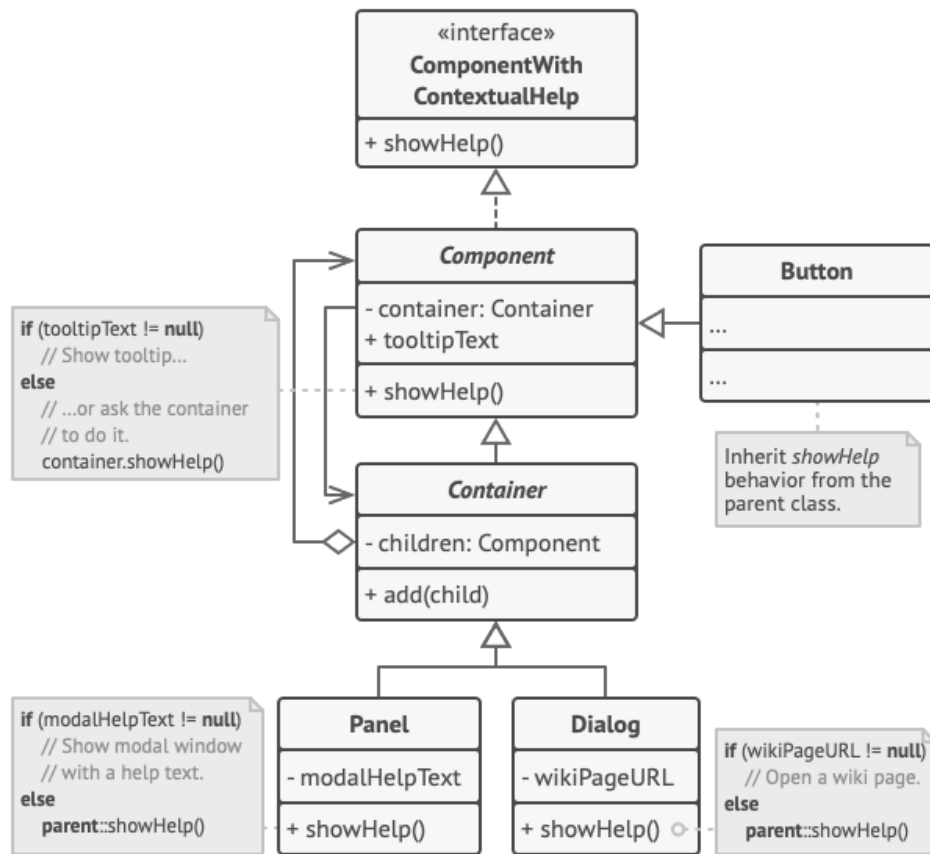 «interface»
ComponentWith
ContextualHelp
+ showHelp()
Component
- container: Container
+ tooltipText
+ showHelp()
Button
...
...
if (tooltipText != null)
// Show tooltip...
else
// ...or ask the container
// to do it.
container.showHelp()
Inherit showHelp
behavior from the
parent class.
Container
- children: Component
+ add(child)
if (modalHelpText != null)
// Show modal window
// with a help text.
else
parent::showHelp()
Panel
- modalHelpText
+ showHelp()
Dialog
- wikiPageURL
+ showHelp()
if (wikiPageURL != null)
// Open a wiki page.
else
parent::showHelp()